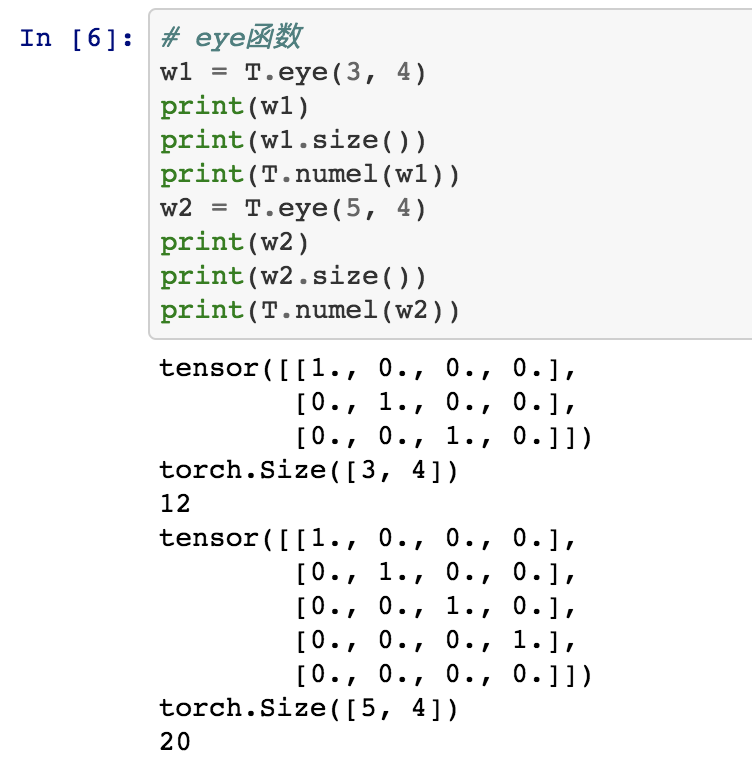 In [6]: # eye函数
w1 = T.eye(3, 4)
print(w1)
print(w1.size())
print(T.numel(w1))
w2 = T.eye(5, 4)
print(w2)
print(w2.size())
print(T.numel(w2))
tensor([[1., 0., 0., 0.],
        [0., 1., 0., 0.],
        [0., 0., 1., 0.]])
torch.Size([3, 4])
12
tensor([[1., 0., 0., 0.],
        [0., 1., 0., 0.],
        [0., 0., 1., 0.],
        [0., 0., 0., 1.],
        [0., 0., 0., 0.]])
torch.Size([5, 4])
20